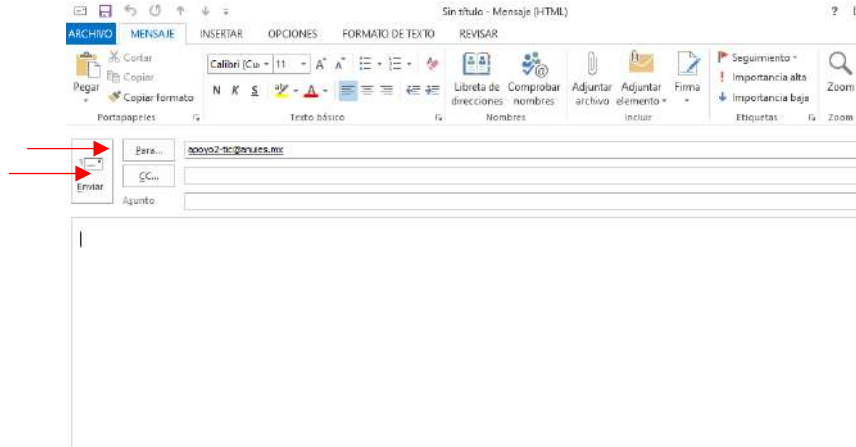 Sin título - Mensaje (HTML) ?
ARCHIVO MENSAJE INSERTAR OPCIONES FORMATO DE TEXTO REVISAR
Pegar
Cortar
Copiar
Copiar formato
Portapapeles
Calibri (Cu 11 A A
N K S A
Texto básico
Libreta de direcciones
Comprobar nombres
Nombres
Adjuntar archivo
Adjuntar elemento
Firma
Incluir
Seguimiento
Importancia alta
Importancia baja
Etiquetas
Zoom
Zoom
Enviar
Para... apoyo2-tic@anuies.mx
CC...
Asunto